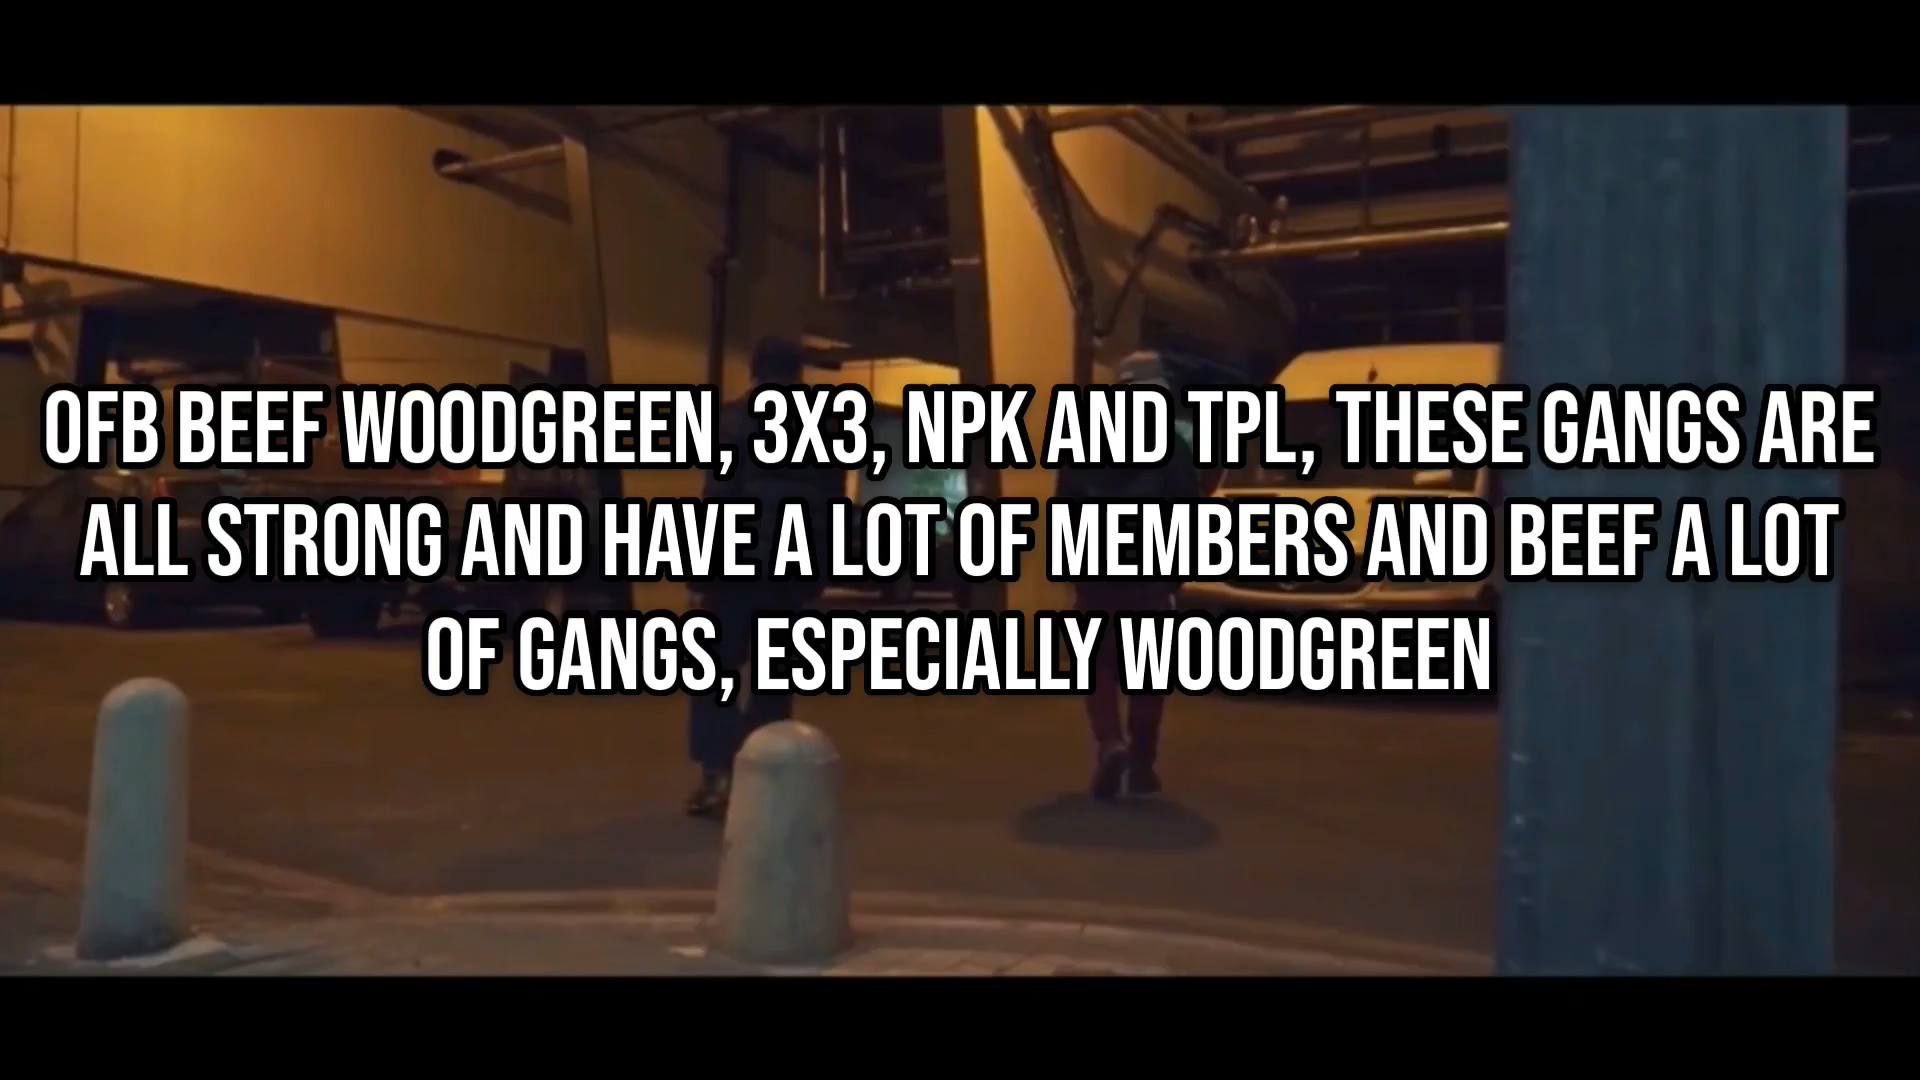 OFB BEEF WOODGREEN, 3X3, NPK AND TPL, THESE GANGS ARE
ALL STRONG AND HAVE A LOT OF MEMBERS AND BEEF A LOT
OF GANGS, ESPECIALLY WOODGREEN